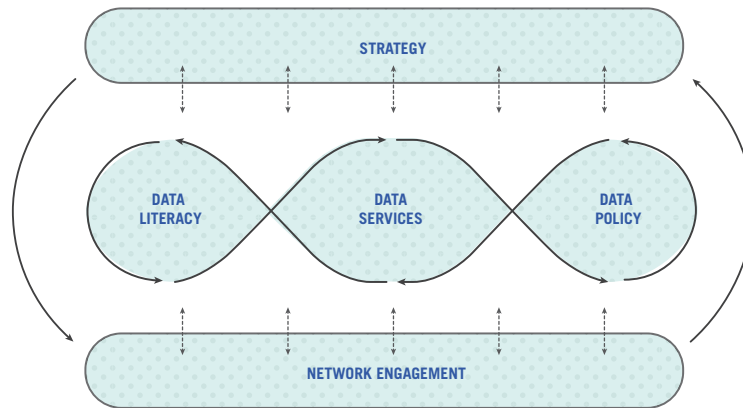 STRATEGY
DATA
LITERACY
DATA
SERVICES
DATA
POLICY
NETWORK ENGAGEMENT